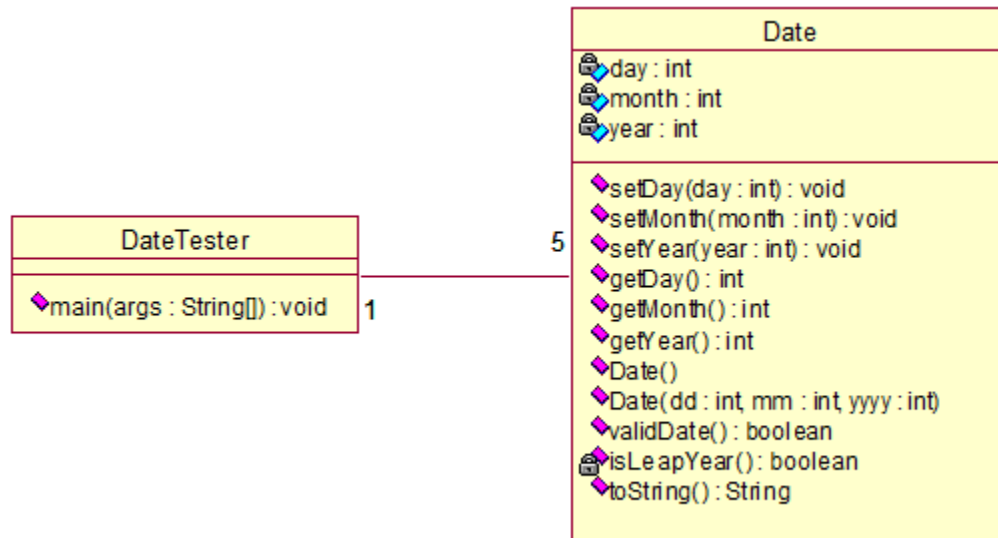 Date
day : int
month : int
year : int
setDay(day : int) : void
setMonth(month : int) : void
setYear(year : int) : void
getDay() : int
getMonth() : int
getYear() : int
Date()
Date(dd : int, mm : int, yyyy : int)
validDate() : boolean
isLeapYear() : boolean
toString() : String
DateTester
main(args : String[]) : void
1
5